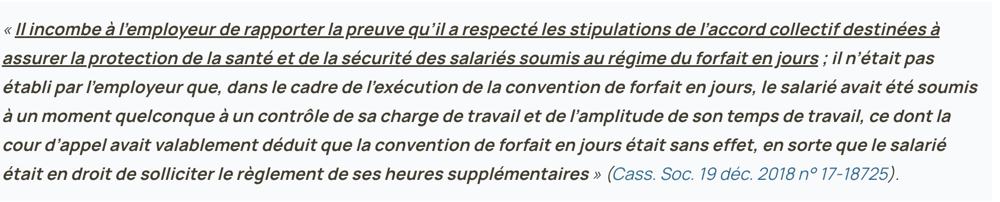 « Il incombe à l’employeur de rapporter la preuve qu’il a respecté les stipulations de l’accord collectif destinées à
assurer la protection de la santé et de la sécurité des salariés soumis au régime du forfait en jours ; il n’était pas
établi par l’employeur que, dans le cadre de l’exécution de la convention de forfait en jours, le salarié avait été soumis
à un moment quelconque à un contrôle de sa charge de travail et de l’amplitude de son temps de travail, ce dont la
cour d’appel avait valablement déduit que la convention de forfait en jours était sans effet, en sorte que le salarié
était en droit de solliciter le règlement de ses heures supplémentaires » (Cass. Soc. 19 déc. 2018 n° 17-18725).